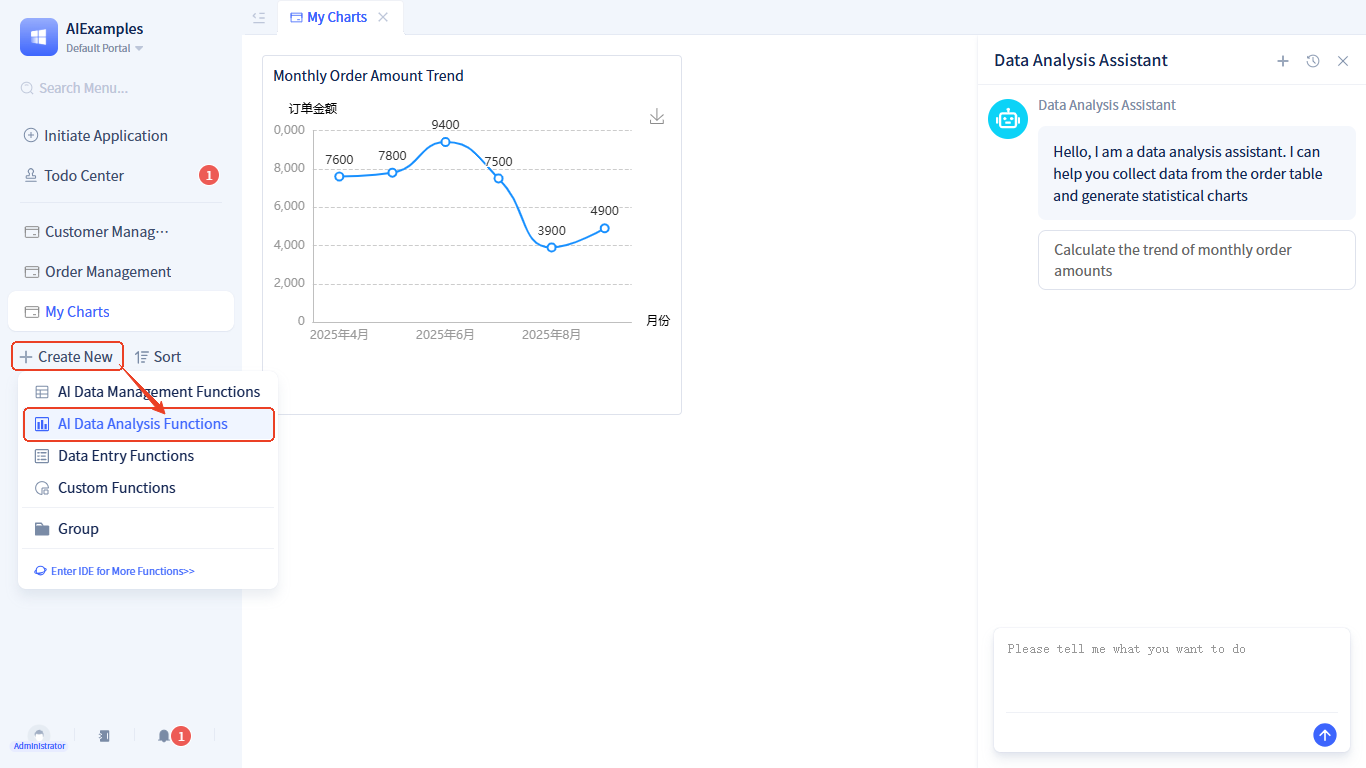 AIExamples
Default Portal
Search Menu...
Initiate Application
Todo Center
1
Customer Manag···
Order Management
My Charts
Create New
Sort
AI Data Management Functions
AI Data Analysis Functions
Data Entry Functions
Custom Functions
Group
Enter IDE for More Functions>>
Administrator
1
My Charts
Monthly Order Amount Trend
订单金额
0,000
8,000
6,000
4,000
2,000
0
7600
7800
9400
7500
3900
4900
2025年4月
2025年6月
2025年8月
月份
Data Analysis Assistant
Data Analysis Assistant
Hello, I am a data analysis assistant. I can
help you collect data from the order table
and generate statistical charts
Calculate the trend of monthly order
amounts
Please tell me what you want to do